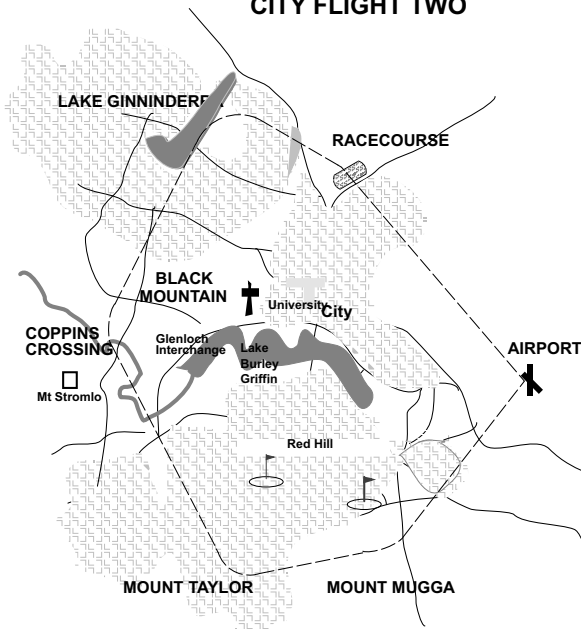 CITY FLIGHT TWO
LAKE GINNINDERRA
RACECOURSE
BLACK
MOUNTAIN
University
City
COPPINS
CROSSING
Glenloch
Interchange
Lake
Burley
Griffin
AIRPORT
Mt Stromlo
Red Hill
MOUNT TAYLOR
MOUNT MUGGA